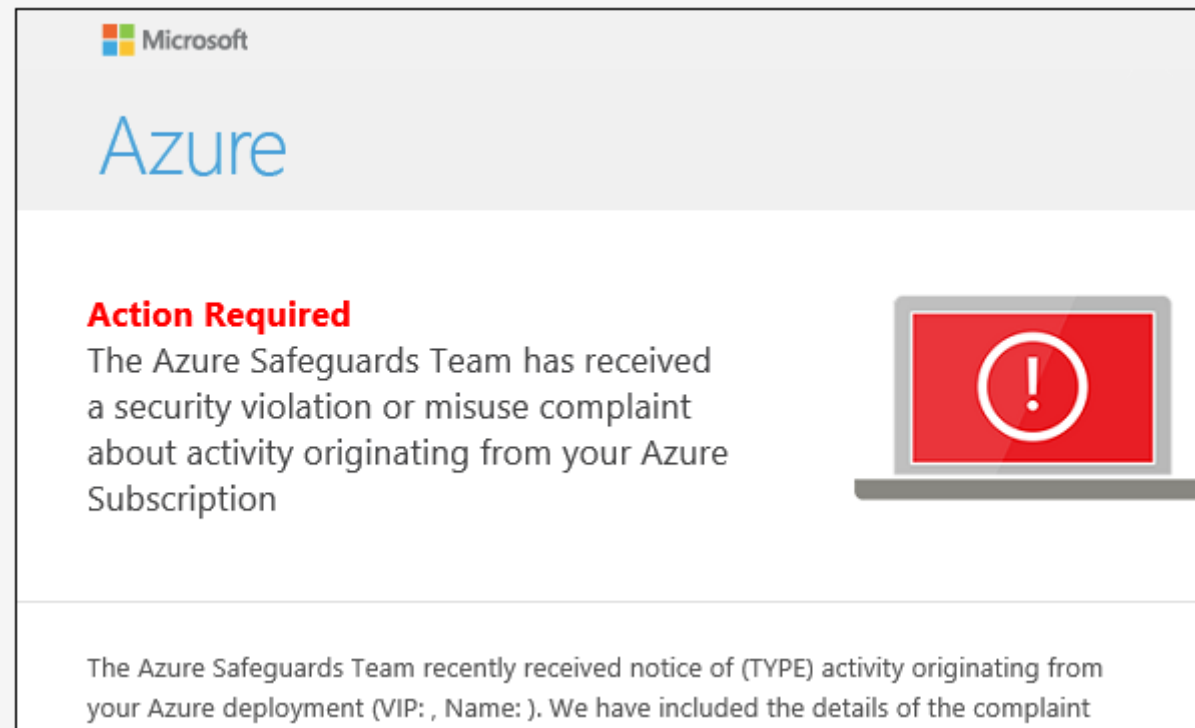 Microsoft
Azure
Action Required
The Azure Safeguards Team has received
a security violation or misuse complaint
about activity originating from your Azure
Subscription
!
The Azure Safeguards Team recently received notice of (TYPE) activity originating from
your Azure deployment (VIP: , Name: ). We have included the details of the complaint